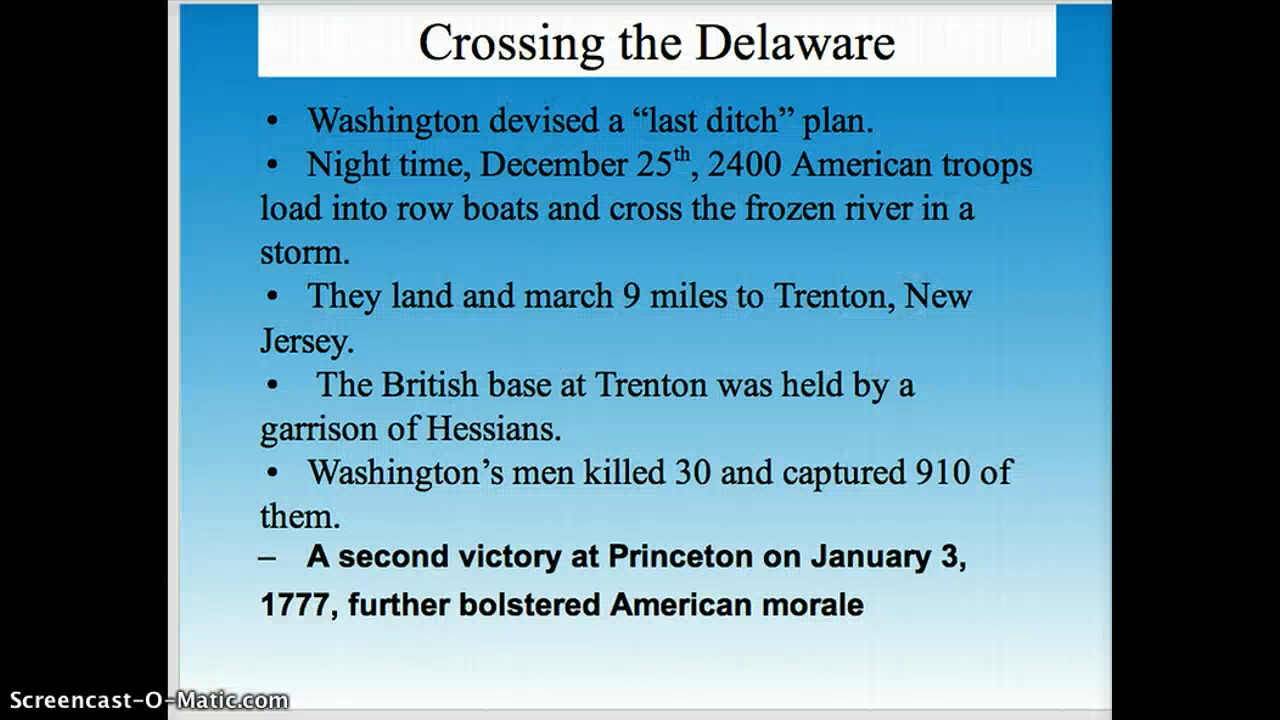 Crossing the Delaware
• Washington devised a “last ditch” plan.
• Night time, December 25th, 2400 American troops
load into row boats and cross the frozen river in a
storm.
• They land and march 9 miles to Trenton, New
Jersey.
• The British base at Trenton was held by a
garrison of Hessians.
• Washington’s men killed 30 and captured 910 of
them.
– A second victory at Princeton on January 3,
1777, further bolstered American morale
Screencast-O-Matic.com